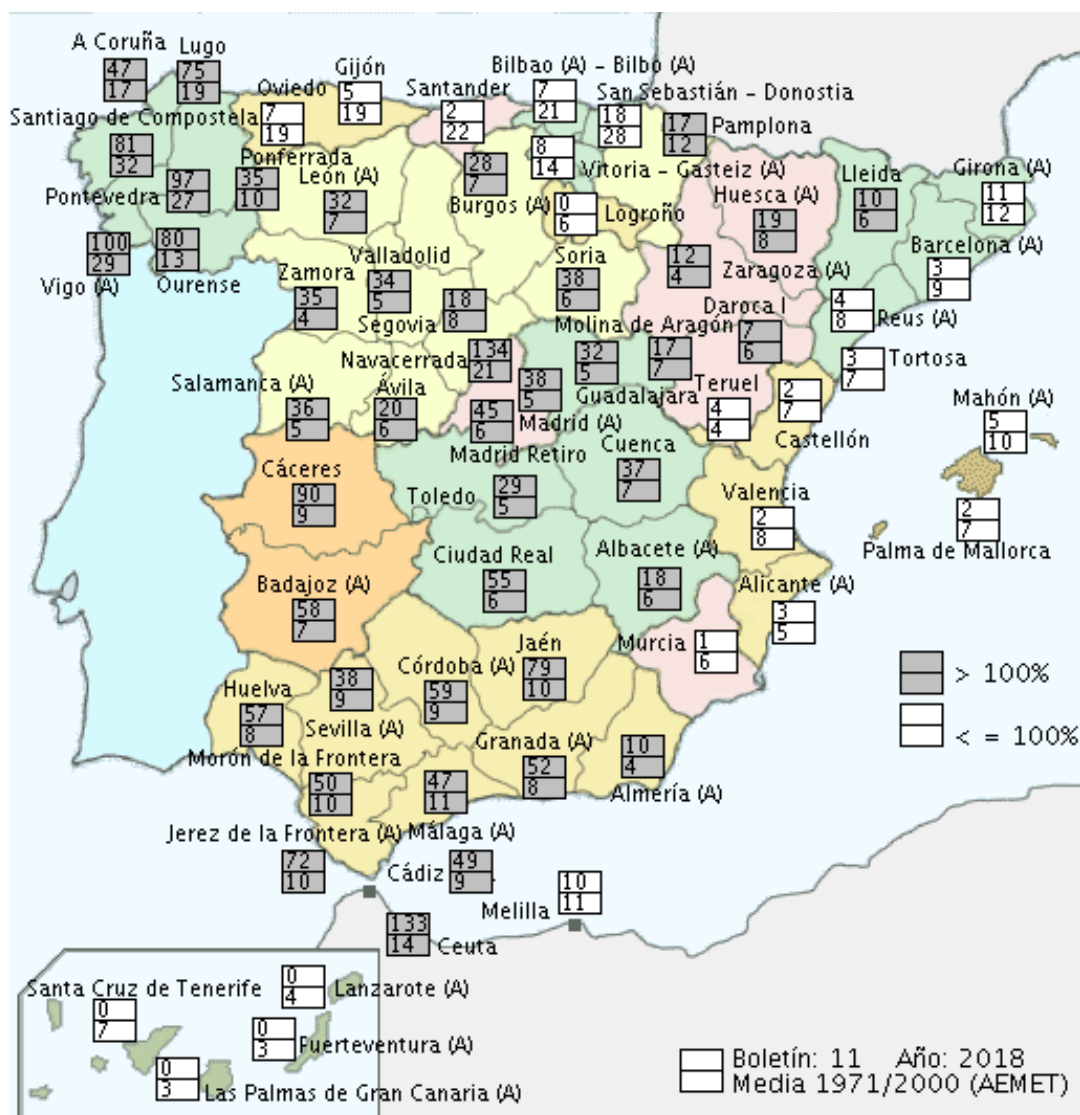 A Coruña
47
17
Lugo
75
19
Oviedo
7
19
Gijón
5
19
Santander
2
22
Bilbao (A) - Bilbo (A)
7
21
San Sebastián - Donostia
18
28
17
12
Pamplona
Santiago de Compostela
81
32
Ponferrada
35
10
León (A)
32
7
28
7
Burgos (A)
8
14
Vitoria - Gasteiz (A)
0
6
Logroño
Huesca (A)
19
8
Lleida
10
6
Girona (A)
11
12
Pontevedra
97
27
100
29
Vigo (A)
80
13
Ourense
Zamora
35
4
Valladolid
34
5
Segovia
18
8
Soria
38
6
12
4
Zaragoza (A)
Barcelona (A)
3
9
Daroca I
7
6
4
8
Reus (A)
Navacerrada
134
21
Molina de Aragón
17
7
32
5
Guadalajara
3
7
Tortosa
Salamanca (A)
36
5
Ávila
20
6
38
5
Madrid (A)
45
6
Madrid Retiro
Teruel
4
4
2
7
Castellón
Mahón (A)
5
10
Cáceres
90
9
Toledo
29
5
Cuenca
37
7
Valencia
2
8
2
7
Palma de Mallorca
Badajoz (A)
58
7
Ciudad Real
55
6
Albacete (A)
18
6
Alicante (A)
3
5
Murcia
1
6
Huelva
57
8
38
9
Sevilla (A)
Córdoba (A)
59
9
Jaén
79
10
> 100%
< = 100%
Morón de la Frontera
50
10
47
11
Málaga (A)
Granada (A)
52
8
10
4
Almería (A)
Jerez de la Frontera (A)
72
10
Cádiz
49
9
Melilla
10
11
133
14
Ceuta
Santa Cruz de Tenerife
0
7
0
4
Lanzarote (A)
0
3
Fuerteventura (A)
0
3
Las Palmas de Gran Canaria (A)
Boletín: 11 Año: 2018
Media 1971/2000 (AEMET)